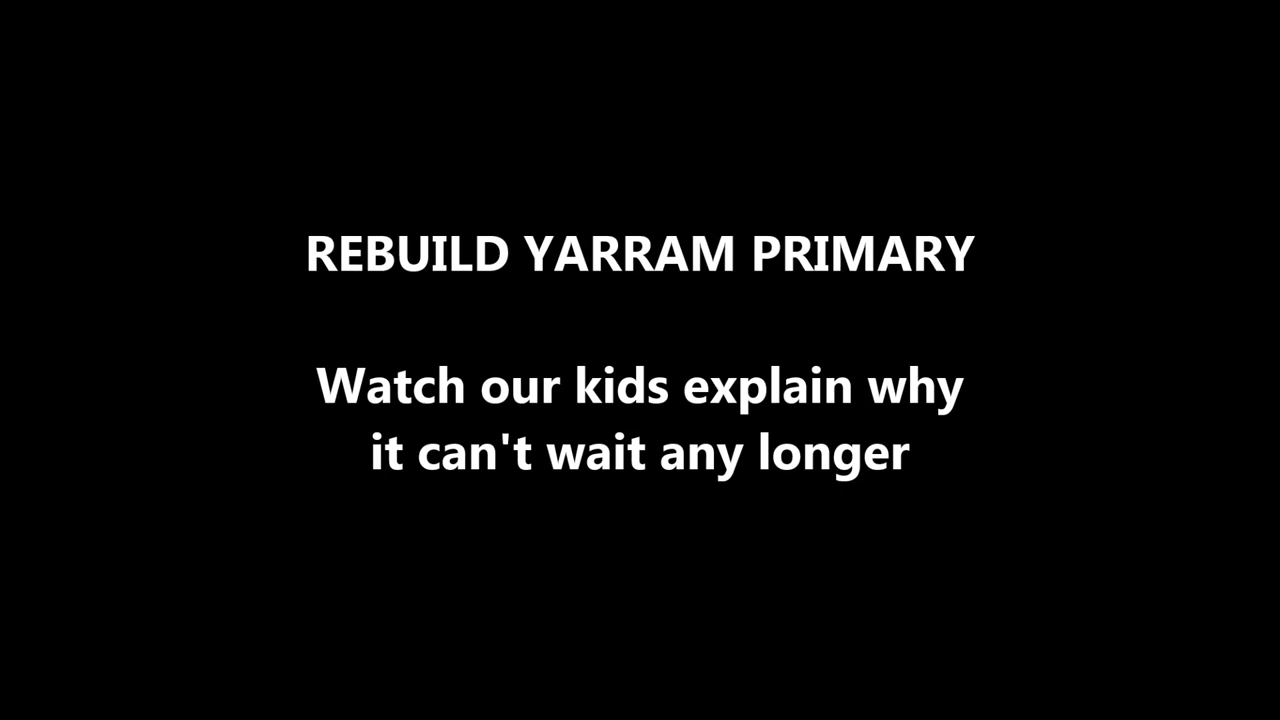 REBUILD YARRAM PRIMARY
Watch our kids explain why
it can't wait any longer